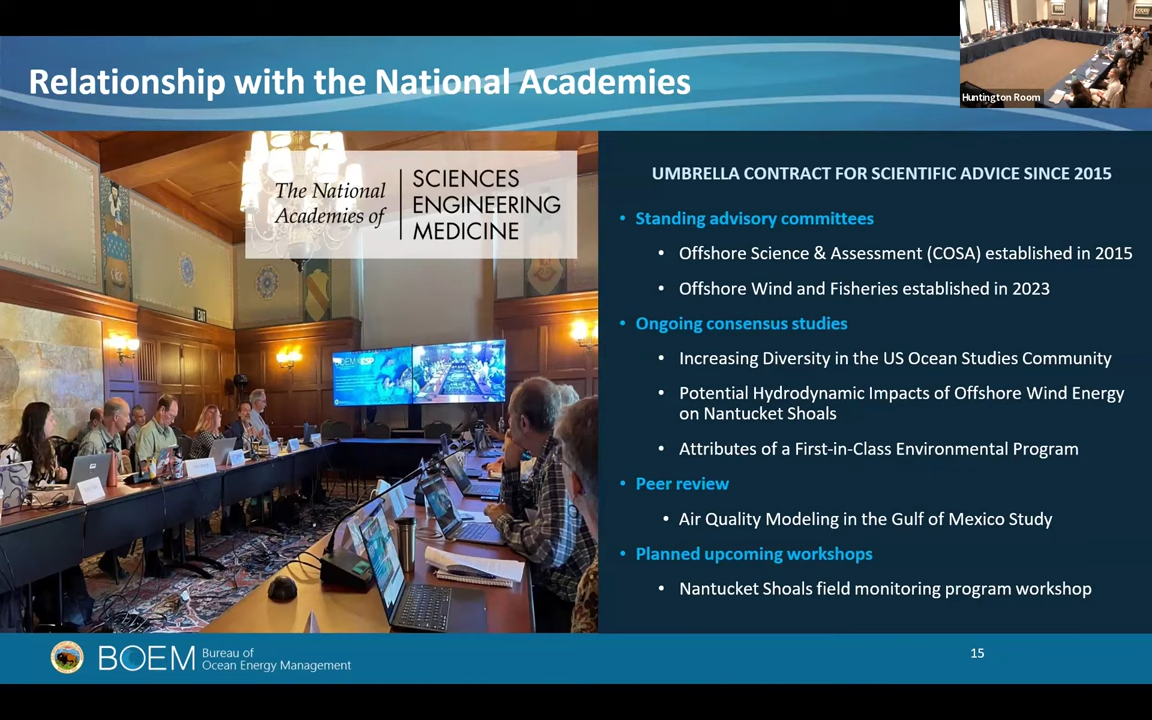 Relationship with the National Academies
Huntington Room
The National
Academies of
SCIENCES
ENGINEERING
MEDICINE
EXIT
UMBRELLA CONTRACT FOR SCIENTIFIC ADVICE SINCE 2015
• Standing advisory committees
• Offshore Science & Assessment (COSA) established in 2015
• Offshore Wind and Fisheries established in 2023
• Ongoing consensus studies
• Increasing Diversity in the US Ocean Studies Community
• Potential Hydrodynamic Impacts of Offshore Wind Energy
on Nantucket Shoals
• Attributes of a First-in-Class Environmental Program
• Peer review
• Air Quality Modeling in the Gulf of Mexico Study
• Planned upcoming workshops
• Nantucket Shoals field monitoring program workshop
BOEM
Bureau of
Ocean Energy Management
15